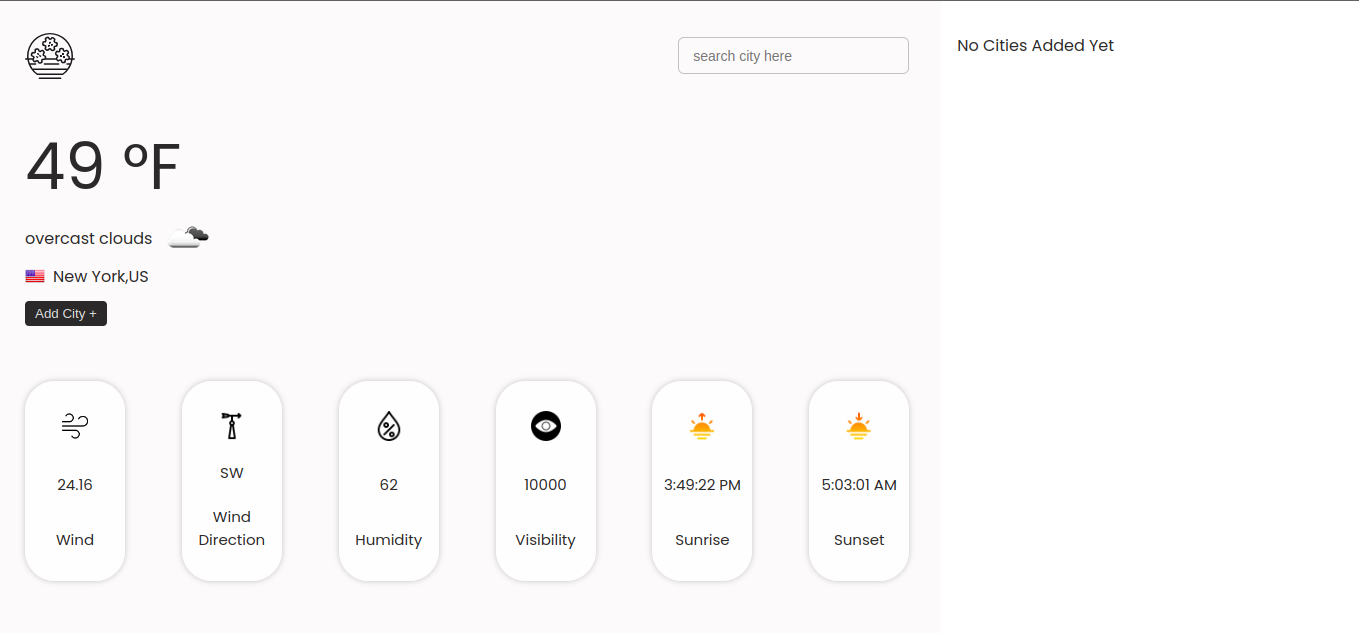 search city here
No Cities Added Yet
49 °F
overcast clouds
New York,US
Add City +
24.16
Wind
SW
Wind
Direction
62
Humidity
10000
Visibility
3:49:22 PM
Sunrise
5:03:01 AM
Sunset